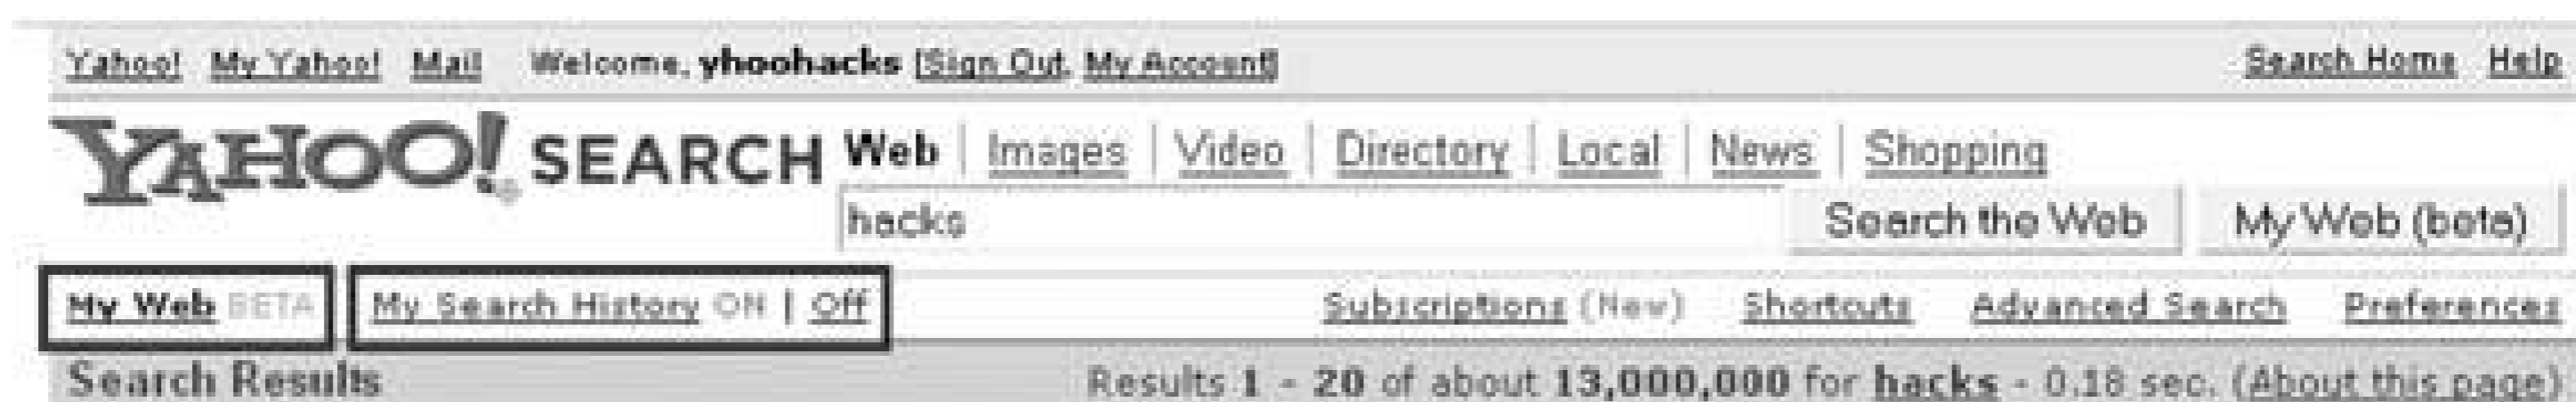 Yahoo! My Yahoo! Mail Welcome, yhoohacks [Sign Out, My Account] Search Home Help
YAHOO! SEARCH Web | Images | Video | Directory | Local | News | Shopping
hacks Search the Web My Web (beta)
My Web BETA My Search History ON | Off Subscriptions (New) Shortcuts Advanced Search Preferences
Search Results Results 1 - 20 of about 13,000,000 for hacks - 0.18 sec. (About this page)